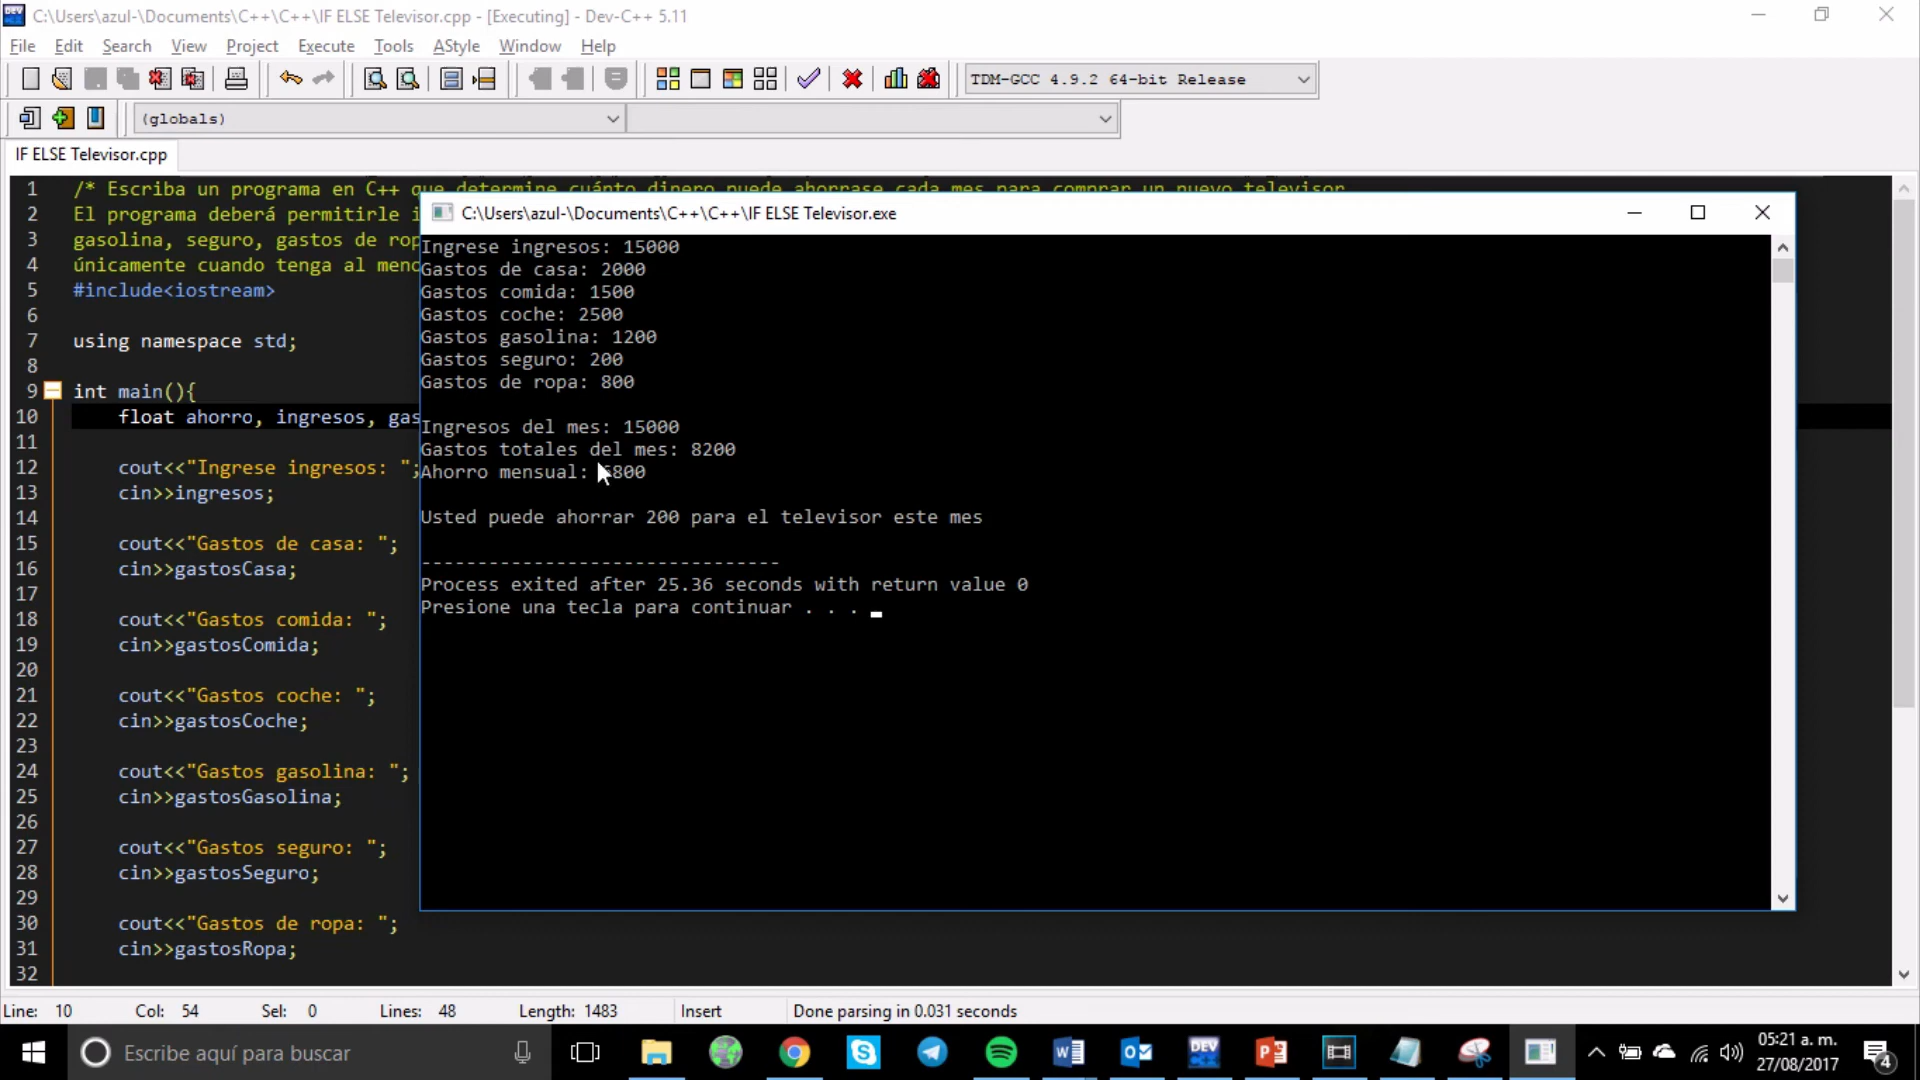 C:\Users\azul-\Documents\C++\C++\IF ELSE Televisor.cpp - [Executing] - Dev-C++ 5.11
File Edit Search View Project Execute Tools AStyle Window Help
TDM-GCC 4.9.2 64-bit Release
(globals)
IF ELSE Televisor.cpp
1 /* Escriba un programa en C++ que determine cuánto dinero puede ahorrase cada mes para comprar un nuevo televisor
2 El programa deberá permitirle i
3 gasolina, seguro, gastos de rop
4 únicamente cuando tenga al meno
5 #include<iostream>
6
7 using namespace std;
8
9 int main(){
10 float ahorro, ingresos, gas
11
12 cout<<"Ingrese ingresos: ";
13 cin>>ingresos;
14
15 cout<<"Gastos de casa: ";
16 cin>>gastosCasa;
17
18 cout<<"Gastos comida: ";
19 cin>>gastosComida;
20
21 cout<<"Gastos coche: ";
22 cin>>gastosCoche;
23
24 cout<<"Gastos gasolina: ";
25 cin>>gastosGasolina;
26
27 cout<<"Gastos seguro: ";
28 cin>>gastosSeguro;
29
30 cout<<"Gastos de ropa: ";
31 cin>>gastosRopa;
32
C:\Users\azul-\Documents\C++\C++\IF ELSE Televisor.exe
Ingrese ingresos: 15000
Gastos de casa: 2000
Gastos comida: 1500
Gastos coche: 2500
Gastos gasolina: 1200
Gastos seguro: 200
Gastos de ropa: 800
Ingresos del mes: 15000
Gastos totales del mes: 8200
Ahorro mensual: 6800
Usted puede ahorrar 200 para el televisor este mes
--------------------------------
Process exited after 25.36 seconds with return value 0
Presione una tecla para continuar . . .
Line: 10 Col: 54 Sel: 0 Lines: 48 Length: 1483 Insert Done parsing in 0.031 seconds
Escribe aquí para buscar
05:21 a. m.
27/08/2017
4